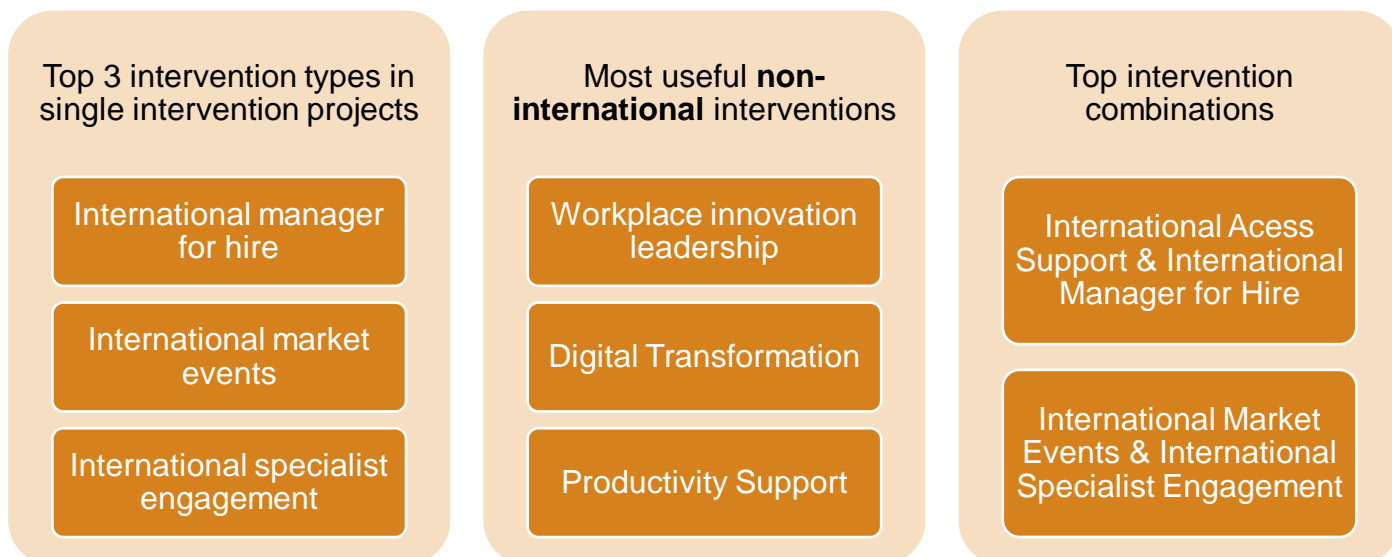 Top 3 intervention types in
single intervention projects
International manager
for hire
International market
events
International specialist
engagement
Most useful non-
international interventions
Workplace innovation
leadership
Digital Transformation
Productivity Support
Top intervention
combinations
International Acess
Support & International
Manager for Hire
International Market
Events & International
Specialist Engagement